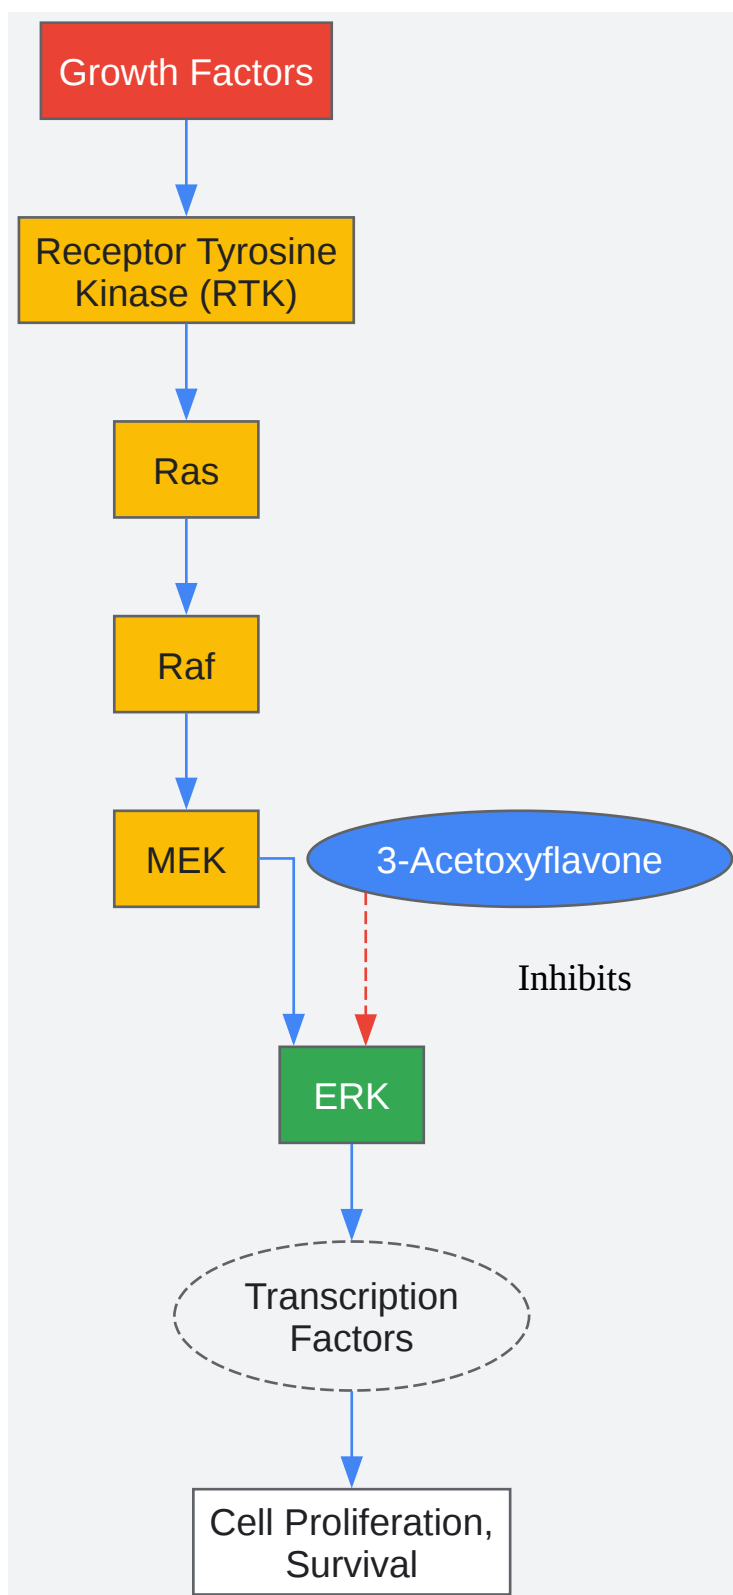 Growth Factors
Receptor Tyrosine
Kinase (RTK)
Ras
Raf
MEK
3-Acetoxyflavone
Inhibits
ERK
Transcription
Factors
Cell Proliferation,
Survival